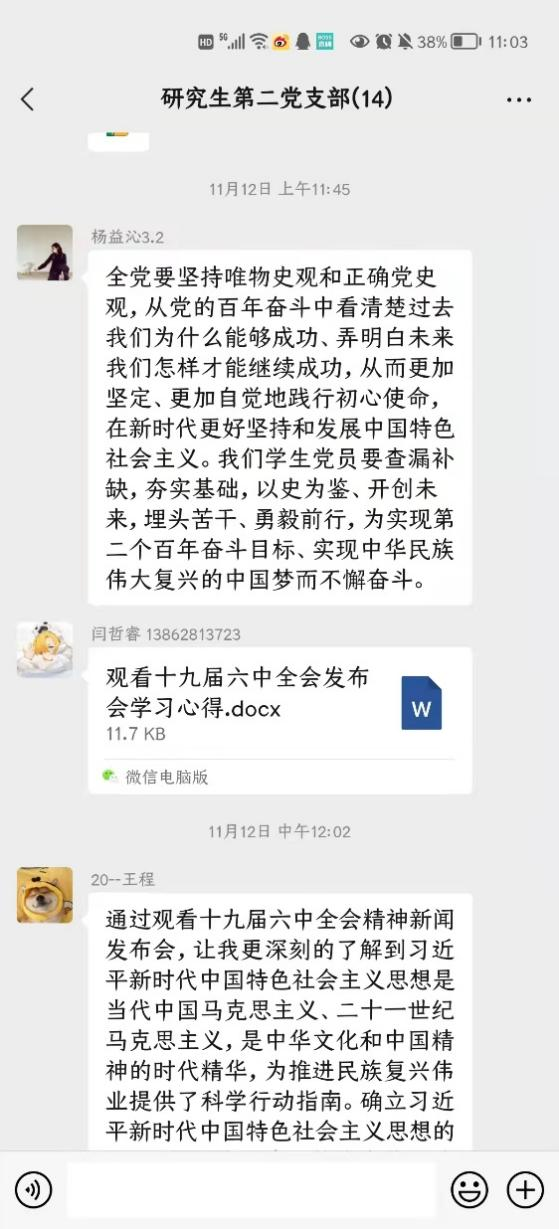 HD 5G BOSS直聘 38% 11:03
研究生第二党支部(14)
11月12日 上午11:45
杨益沁3.2
全党要坚持唯物史观和正确党史
观，从党的百年奋斗中看清楚过去
我们为什么能够成功、弄明白未来
我们怎样才能继续成功，从而更加
坚定、更加自觉地践行初心使命，
在新时代更好坚持和发展中国特色
社会主义。我们学生党员要查漏补
缺，夯实基础，以史为鉴、开创未
来，埋头苦干、勇毅前行，为实现第
二个百年奋斗目标、实现中华民族
伟大复兴的中国梦而不懈奋斗。
闫哲睿 13862813723
观看十九届六中全会发布
会学习心得.docx
W
11.7 KB
微信电脑版
11月12日 中午12:02
20--王程
通过观看十九届六中全会精神新闻
发布会，让我更深刻的了解到习近
平新时代中国特色社会主义思想是
当代中国马克思主义、二十一世纪
马克思主义，是中华文化和中国精
神的时代精华，为推进民族复兴伟
业提供了科学行动指南。确立习近
平新时代中国特色社会主义思想的